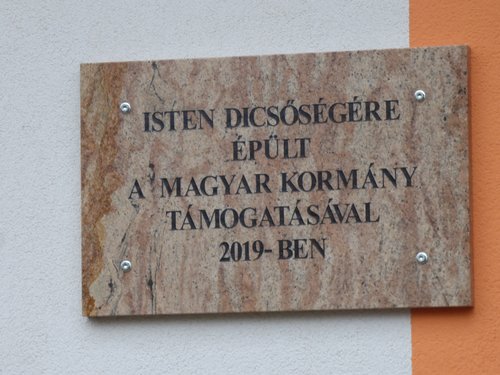 ISTEN DICSŐSÉGÉRE
ÉPÜLT
A MAGYAR KORMÁNY
TÁMOGATÁSÁVAL
2019-BEN